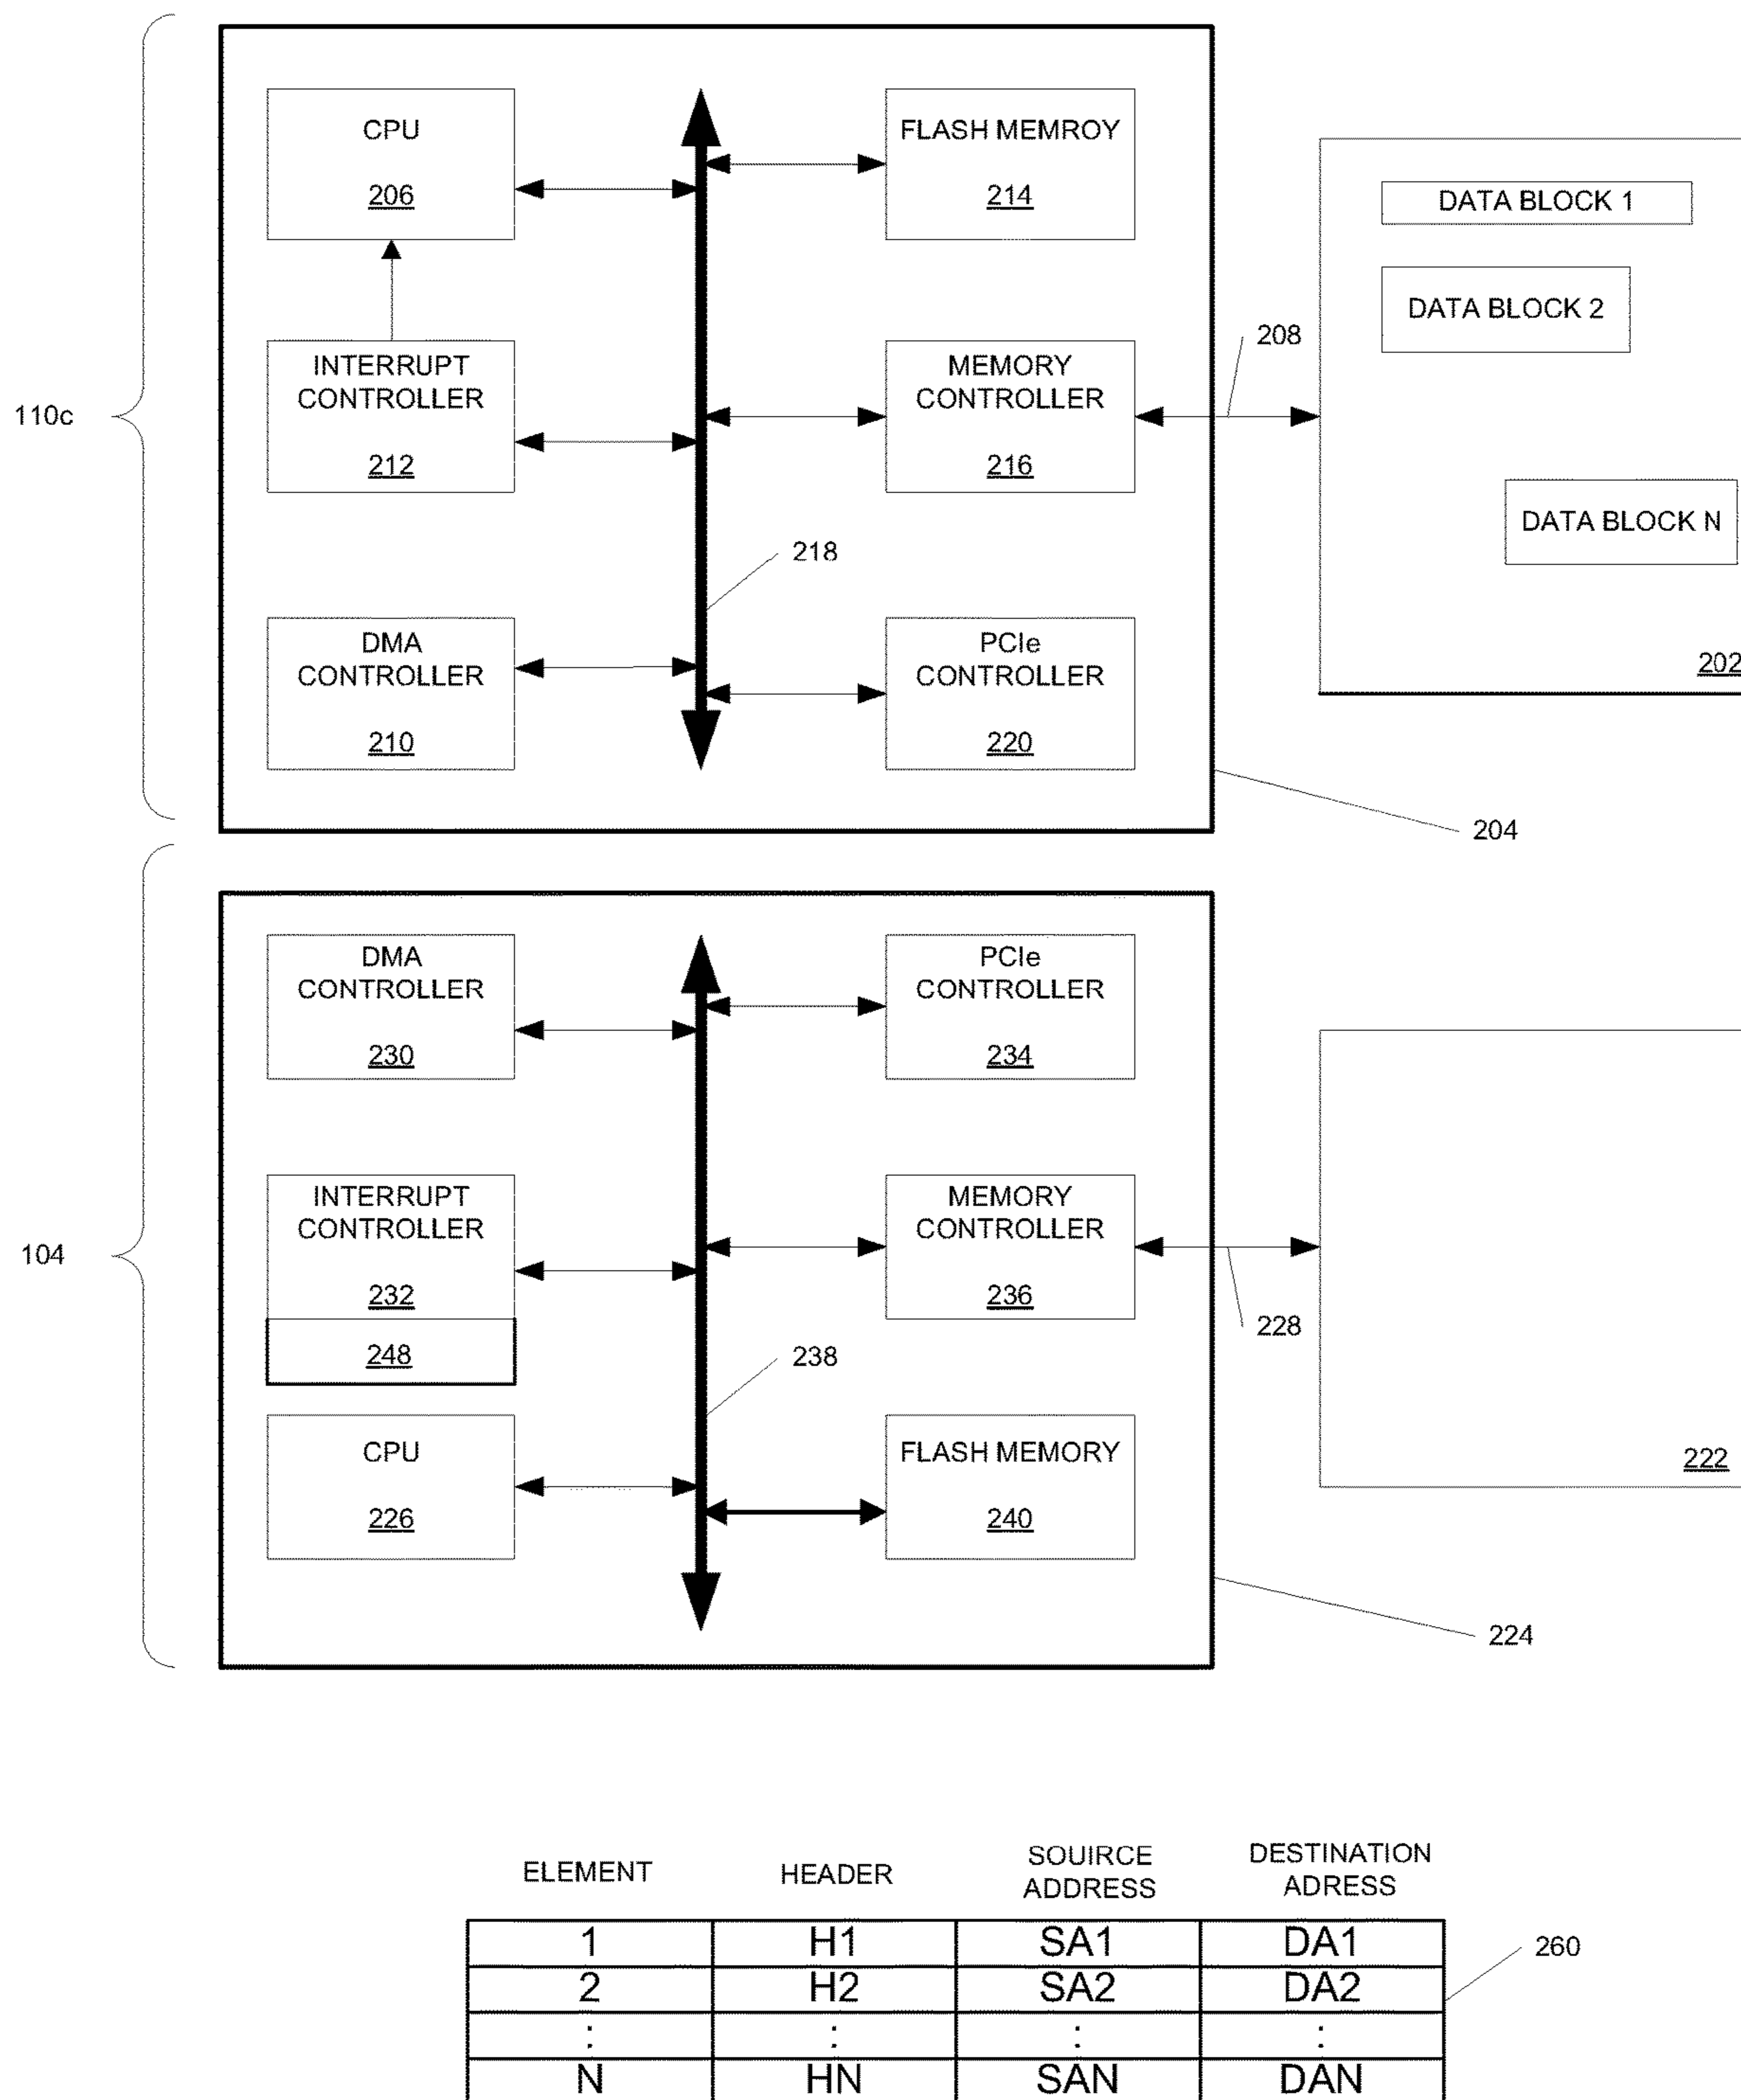 110c
CPU
206
FLASH MEMROY
214
INTERRUPT
CONTROLLER
212
MEMORY
CONTROLLER
216
208
218
DMA
CONTROLLER
210
PCIe
CONTROLLER
220
DATA BLOCK 1
DATA BLOCK 2
DATA BLOCK N
202
204
104
DMA
CONTROLLER
230
PCIe
CONTROLLER
234
INTERRUPT
CONTROLLER
232
248
MEMORY
CONTROLLER
236
228
238
CPU
226
FLASH MEMORY
240
222
224
ELEMENT HEADER SOUIRCE ADDRESS DESTINATION ADRESS
1 H1 SA1 DA1
2 H2 SA2 DA2
: : : :
N HN SAN DAN
260